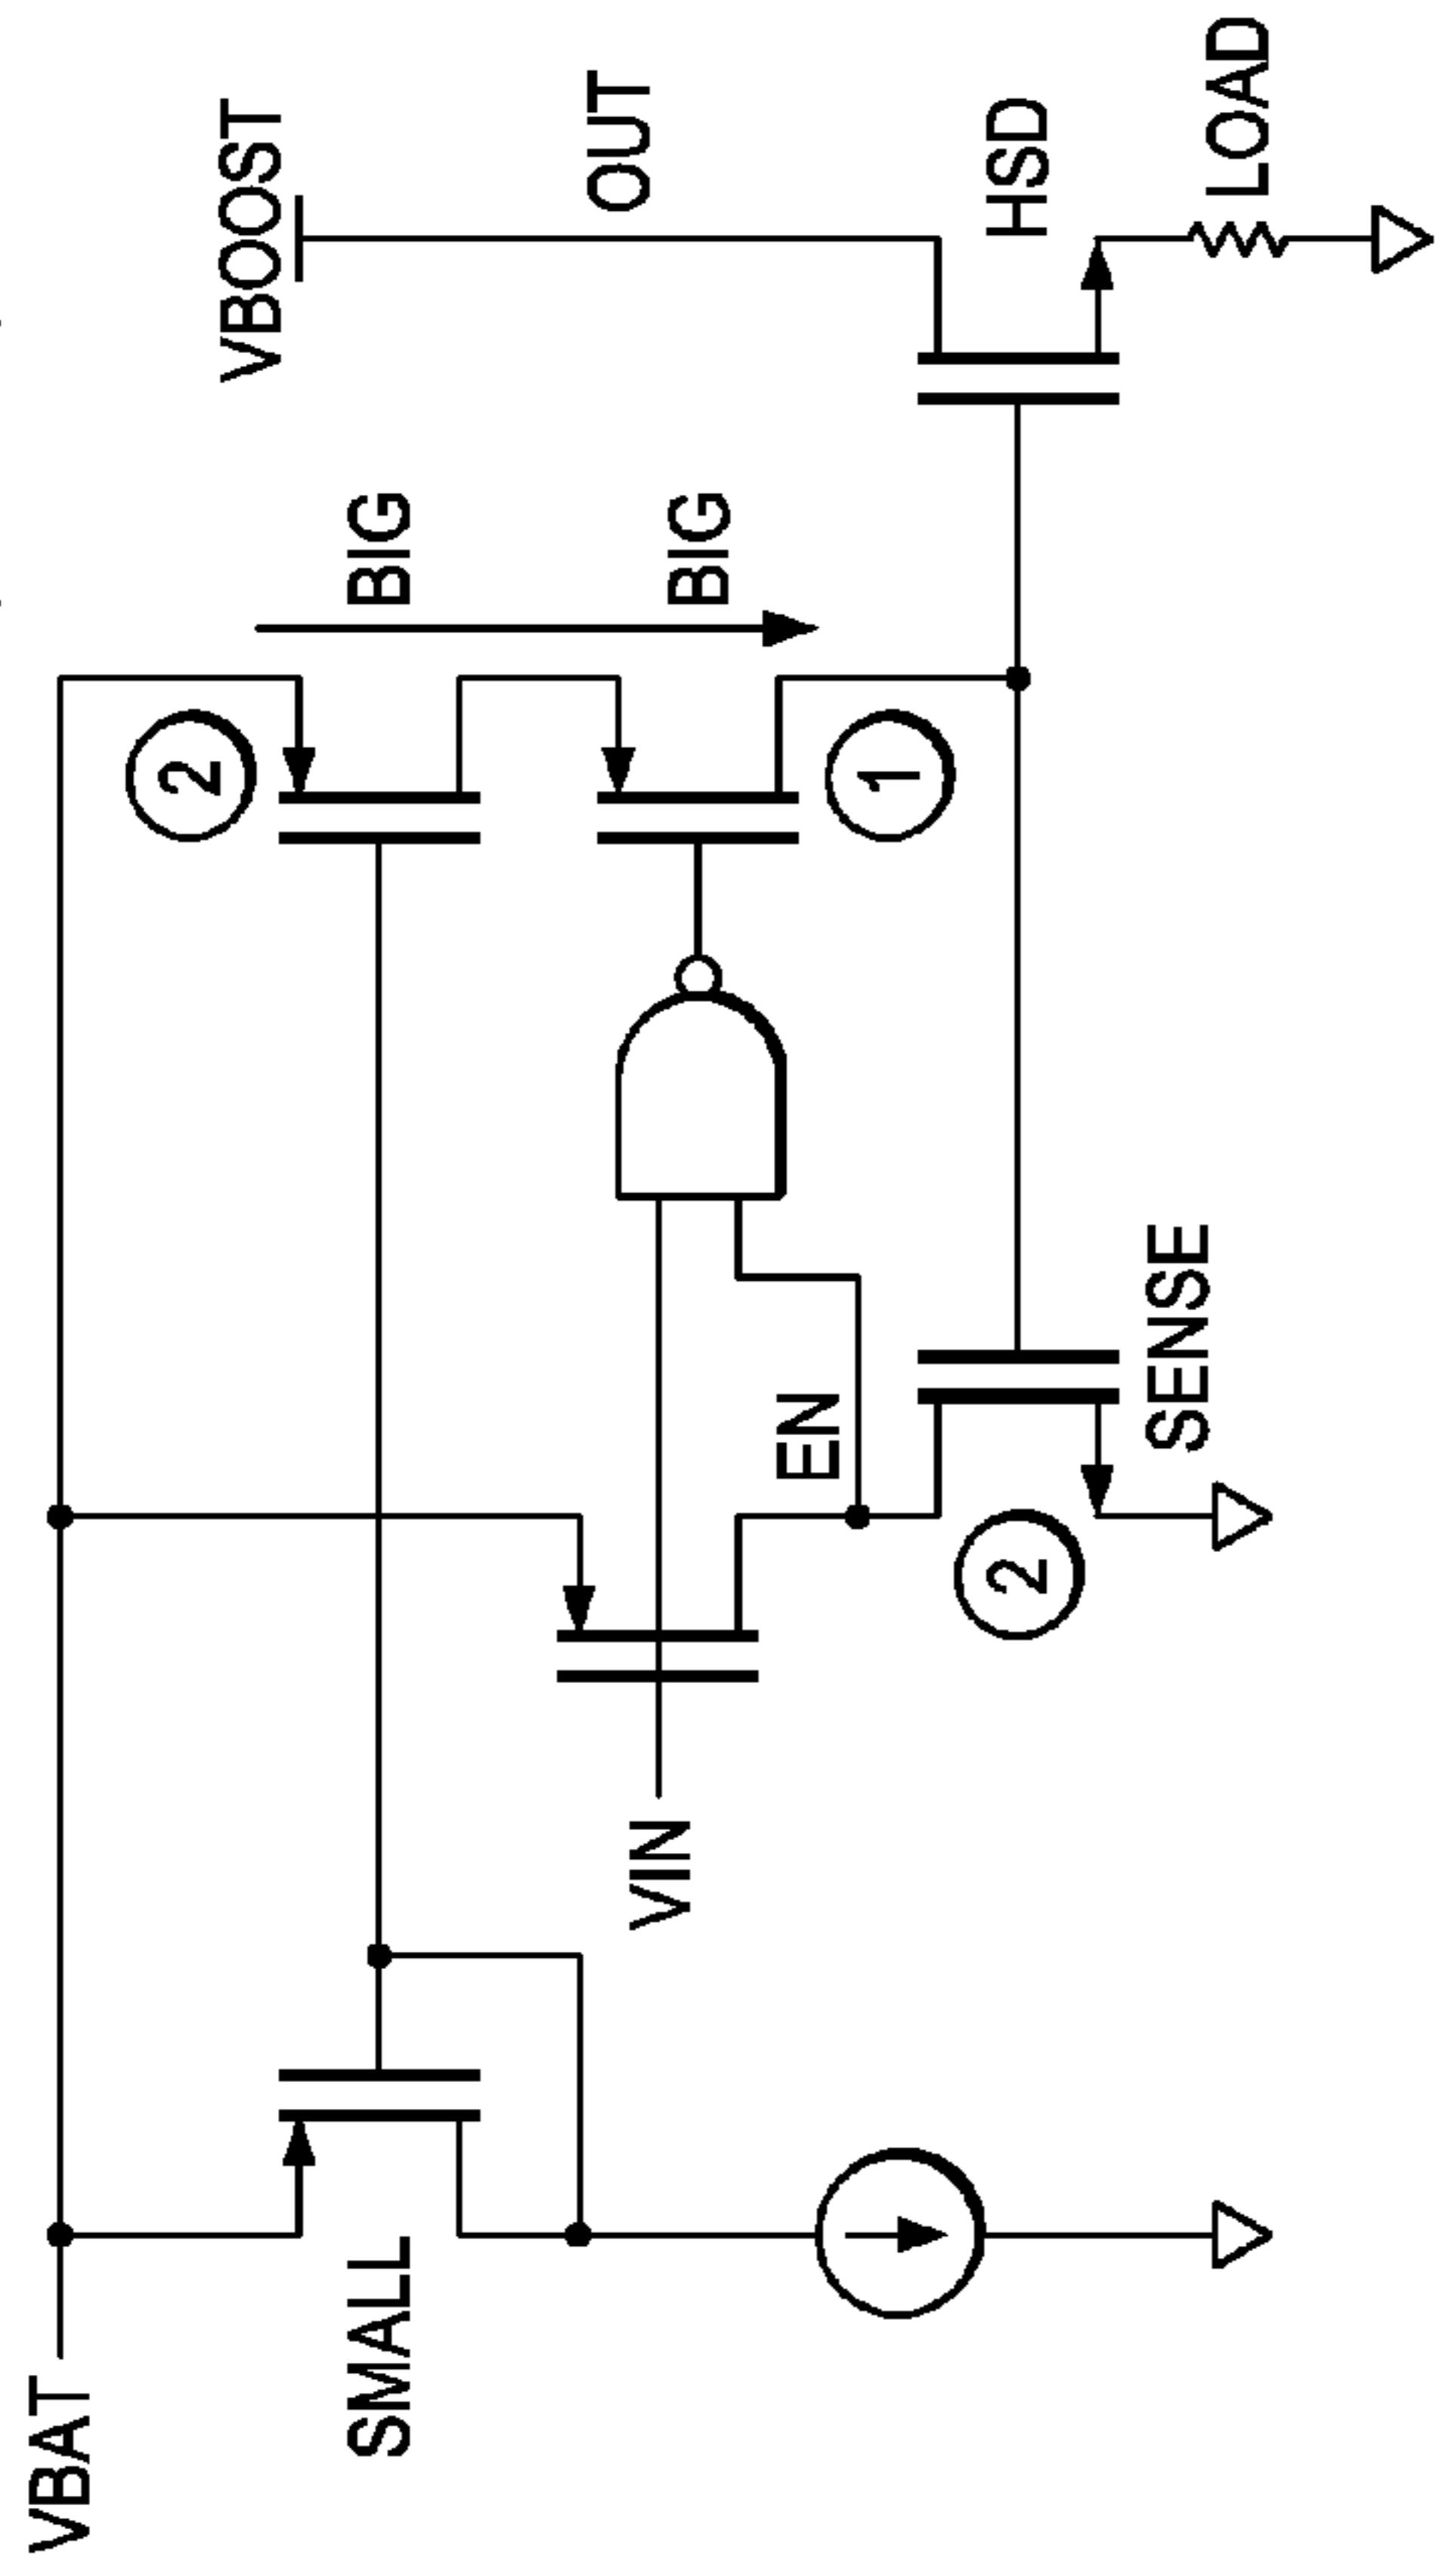 VBAT
SMALL
VIN
EN
SENSE
2
2
1
BIG
BIG
VBOOST
OUT
HSD
LOAD